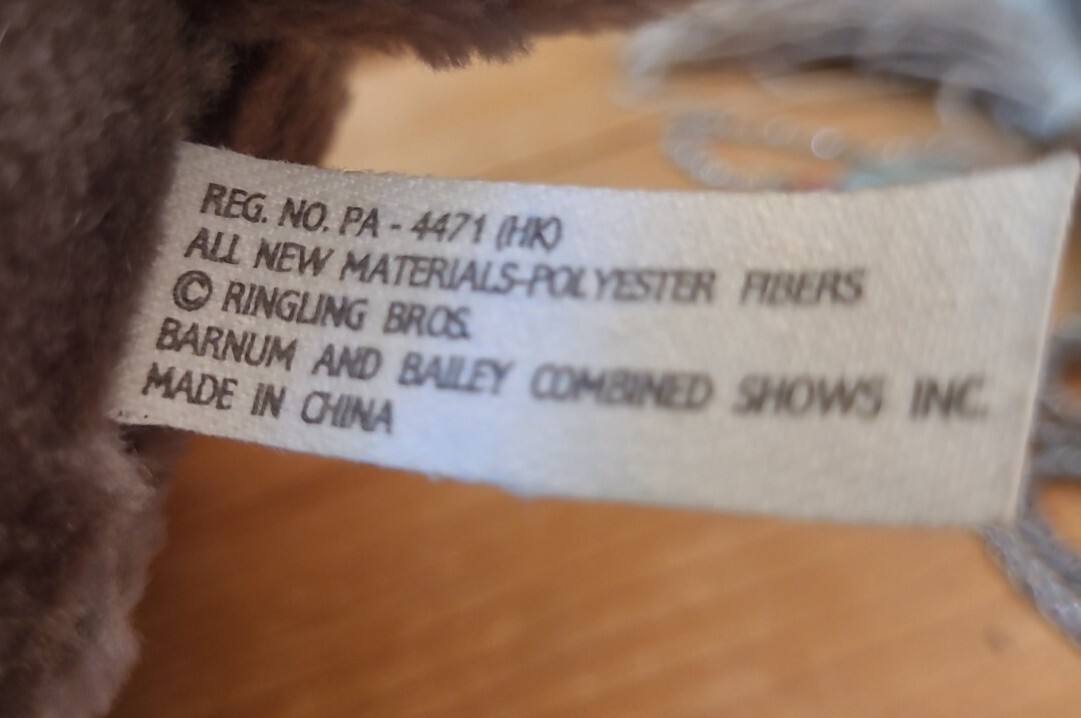 REG. NO. PA - 4471 (HK)
ALL NEW MATERIALS-POLYESTER FIBERS
© RINGLING BROS.
BARNUM AND BAILEY COMBINED SHOWS INC.
MADE IN CHINA